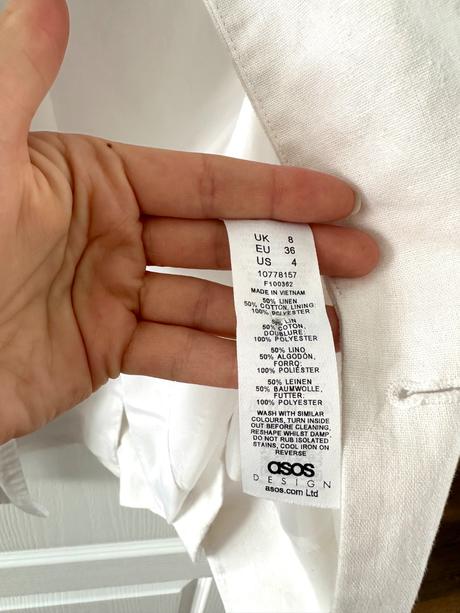 UK 8
EU 36
US 4
10778157
F100362
MADE IN VIETNAM
50% LINEN
50% COTTON, LINING:
100% POLYESTER
50% LIN
50% COTON,
DOUBLURE:
100% POLYESTER
50% LINO
50% ALGODÓN,
FORRO:
100% POLIÉSTER
50% LEINEN
50% BAUMWOLLE,
FUTTER:
100% POLYESTER
WASH WITH SIMILAR
COLOURS, TURN INSIDE
OUT BEFORE CLEANING,
RESHAPE WHILST DAMP,
DO NOT RUB ISOLATED
STAINS, COOL IRON ON
REVERSE
asos
DESIGN
asos.com Ltd